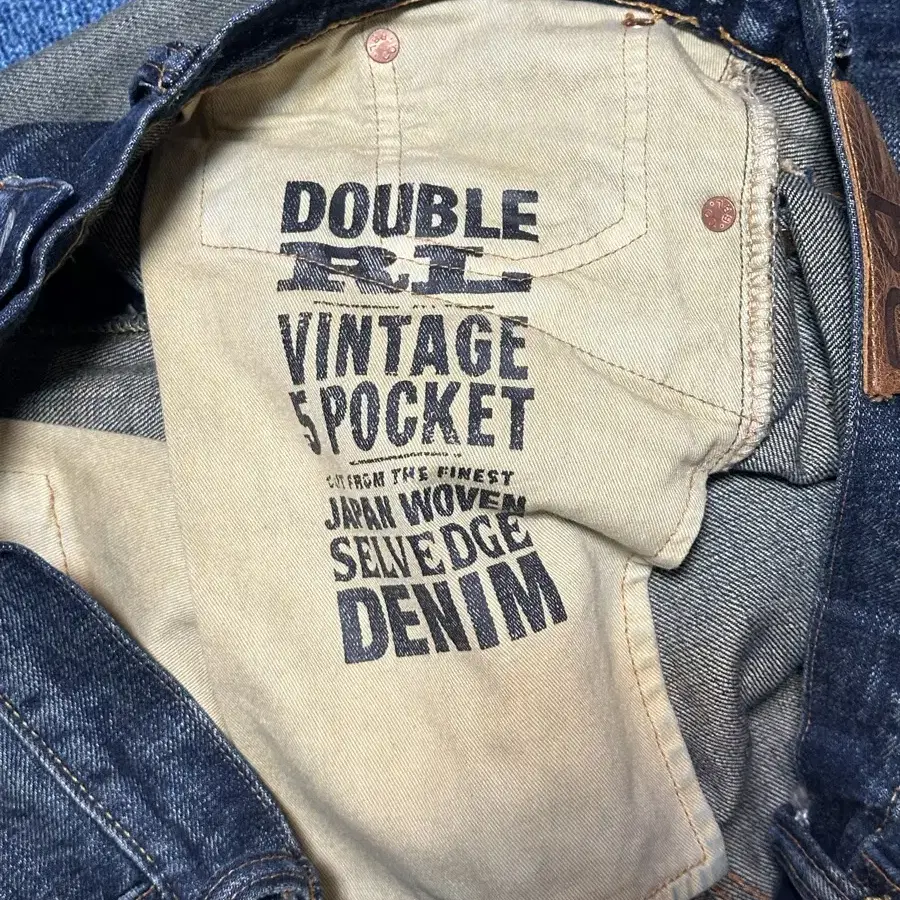 DOUBLE
RL
VINTAGE
5 POCKET
CUT FROM THE FINEST
JAPAN WOVEN
SELVEDGE
DENIM